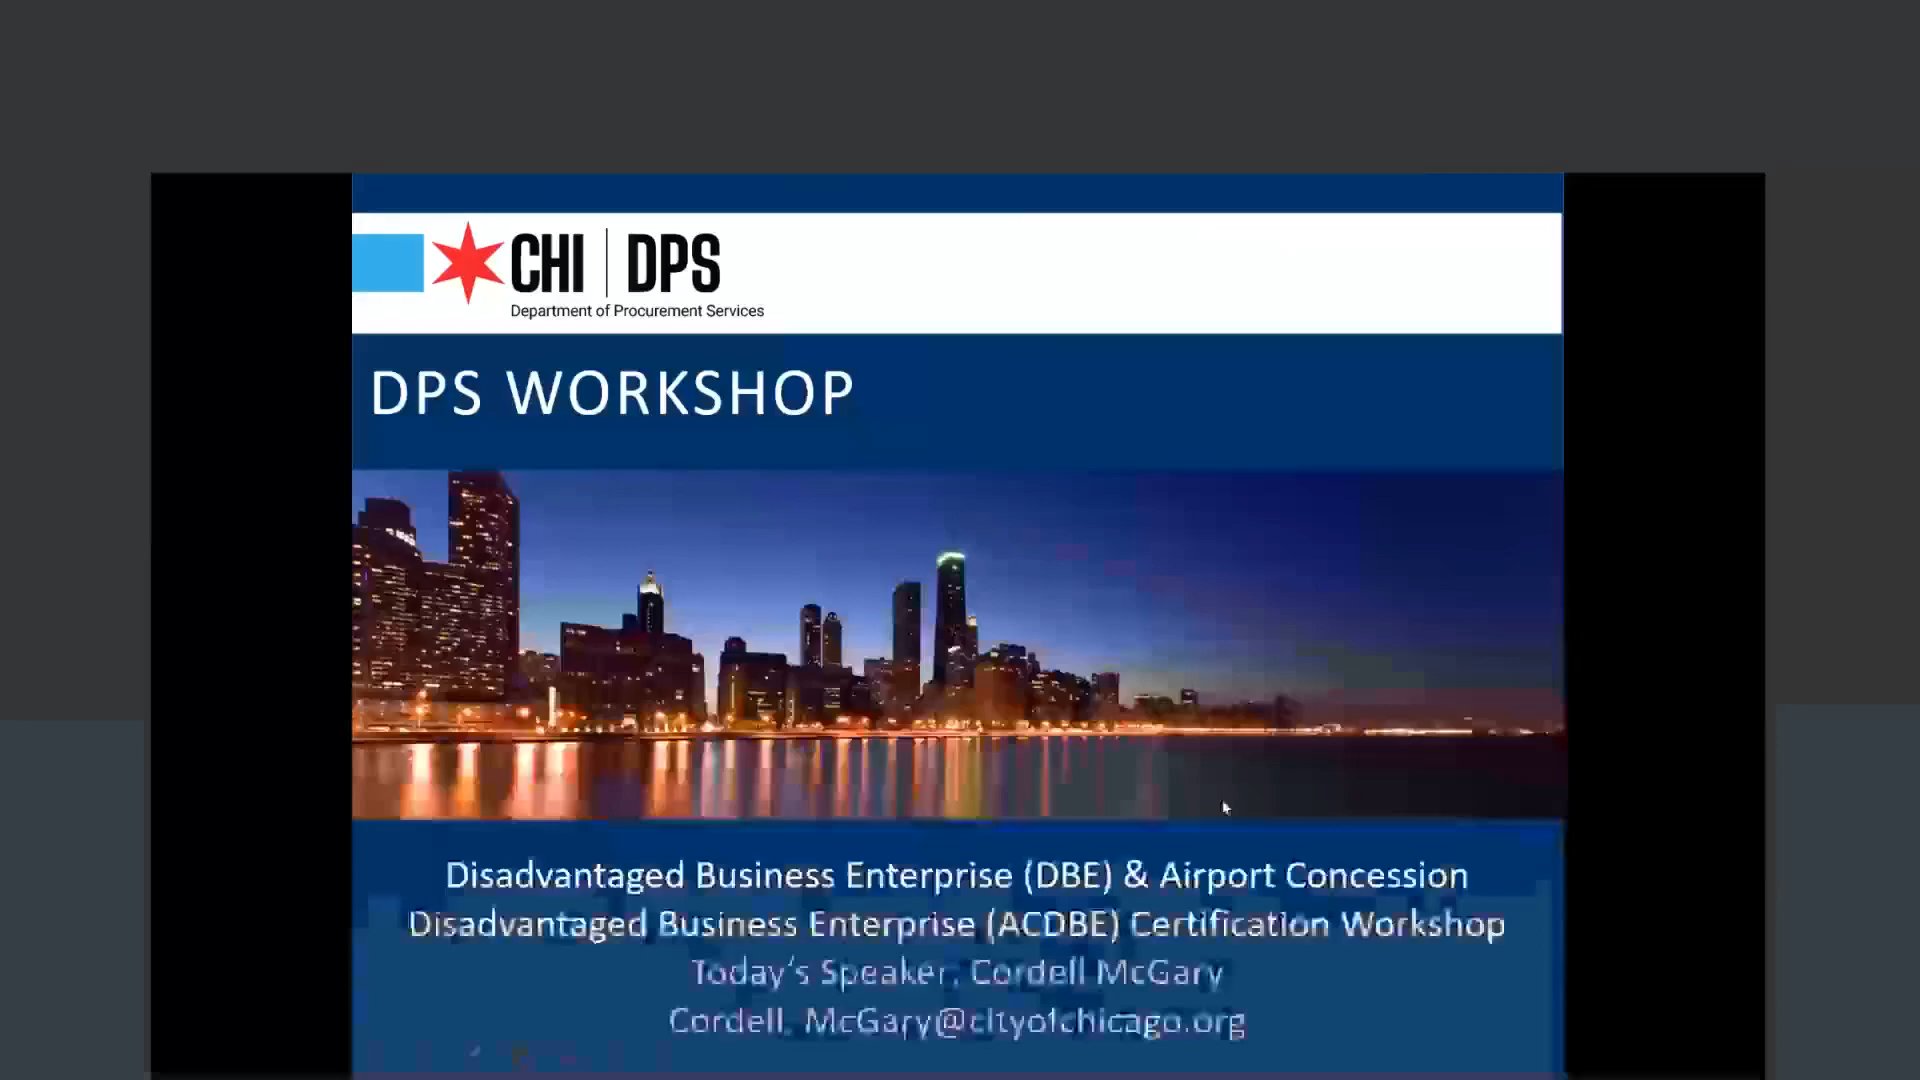 CHI | DPS
Department of Procurement Services
DPS WORKSHOP
Disadvantaged Business Enterprise (DBE) & Airport Concession
Disadvantaged Business Enterprise (ACDBE) Certification Workshop
Today's Speaker, Cordell McGary
Cordell, McGary@cityofchicago.org